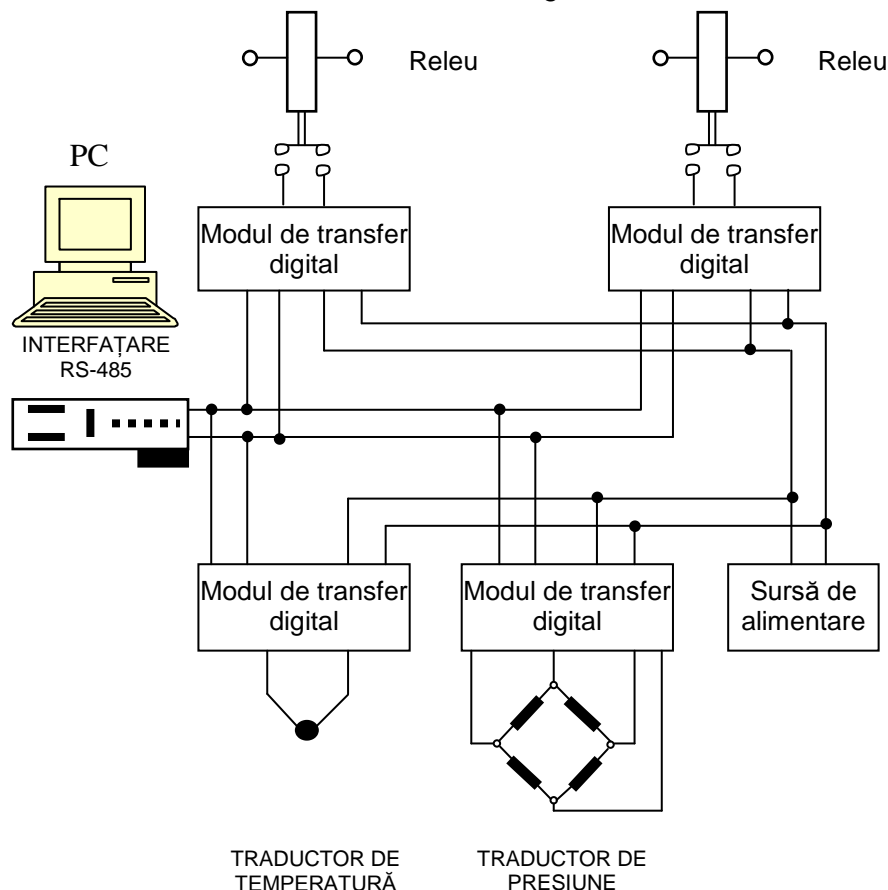 Releu
Releu
PC
Modul de transfer
digital
Modul de transfer
digital
INTERFAȚARE
RS-485
Modul de transfer
digital
Modul de transfer
digital
Sursă de
alimentare
TRADUCTOR DE
TEMPERATURĂ
TRADUCTOR DE
PRESIUNE